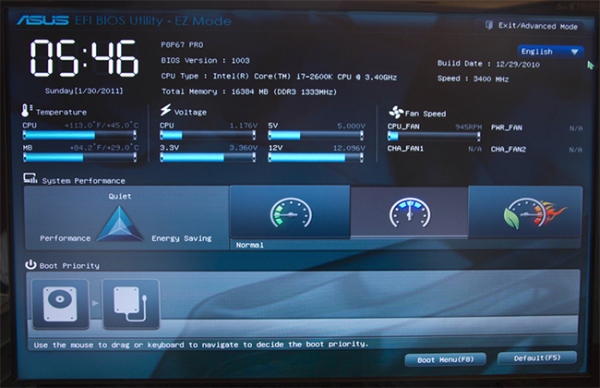 ASUS EFI BIOS Utility - EZ Mode
Exit/Advanced Mode
05:46
Sunday[1/30/2011]
P8P67 PRO
BIOS Version : 1003
CPU Type : Intel(R) Core(TM) i7-2600K CPU @ 3.40GHz
Total Memory : 16384 MB (DDR3 1333MHz)
English
Build Date : 12/29/2010
Speed : 3400 MHz
Temperature
CPU +113.0°F/+45.0°C
MB +84.2°F/+29.0°C
Voltage
CPU 1.176V 5V 5.000V
3.3V 3.360V 12V 12.096V
Fan Speed
CPU_FAN 945RPM PWR_FAN N/A
CHA_FAN1 N/A CHA_FAN2 N/A
System Performance
Quiet
Performance Energy Saving
Normal
Boot Priority
Use the mouse to drag or keyboard to navigate to decide the boot priority.
Boot Menu(F8) Default(F5)